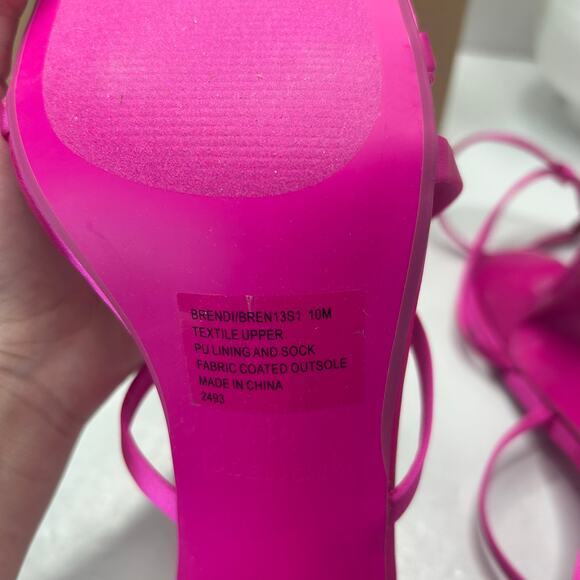 BRENDI/BREN13S1 10M
TEXTILE UPPER
PU LINING AND SOCK
FABRIC COATED OUTSOLE
MADE IN CHINA
2493